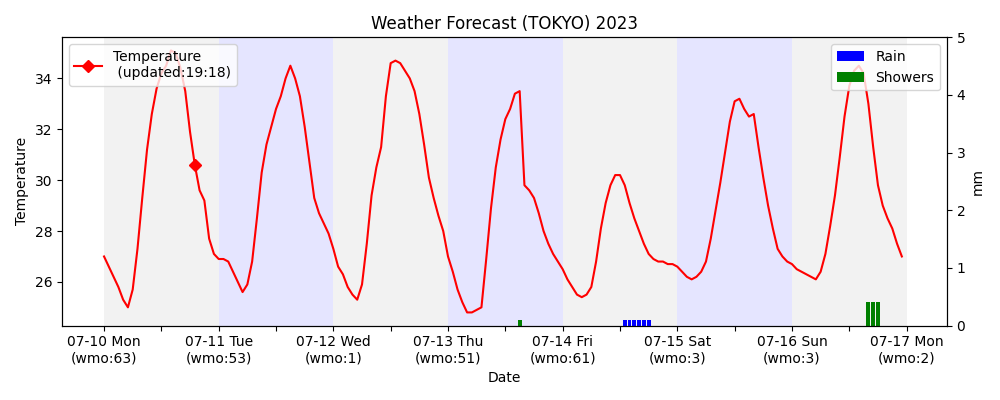 Weather Forecast (TOKYO) 2023
Temperature
(updated:19:18)
Rain
Showers
Temperature
34
32
30
28
26
5
4
3
2
1
0
mm
07-10 Mon
(wmo:63)
07-11 Tue
(wmo:53)
07-12 Wed
(wmo:1)
07-13 Thu
(wmo:51)
07-14 Fri
(wmo:61)
07-15 Sat
(wmo:3)
07-16 Sun
(wmo:3)
07-17 Mon
(wmo:2)
Date